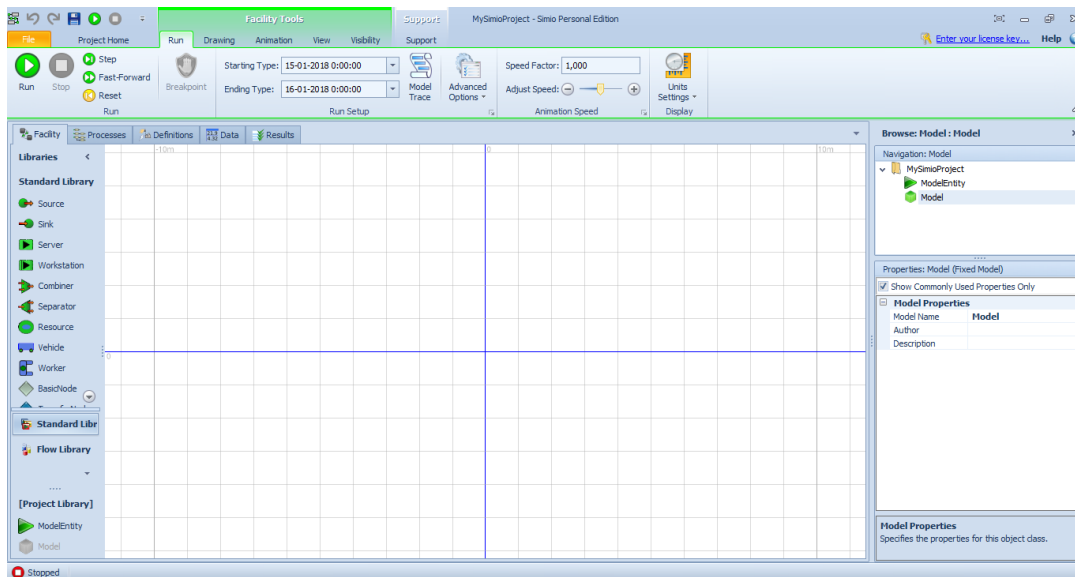 Facility Tools Support MySimioProject - Simio Personal Edition
File Project Home Run Drawing Animation View Visibility Support Enter your license key... Help
Run
Stop
Step
Fast-Forward
Reset
Run
Breakpoint
Starting Type: 15-01-2018 0:00:00
Ending Type: 16-01-2018 0:00:00
Model
Trace
Advanced
Options
Run Setup
Speed Factor: 1,000
Adjust Speed:
Animation Speed
Units
Settings
Display
Facility Processes Definitions Data Results
Libraries
Standard Library
Source
Sink
Server
Workstation
Combiner
Separator
Resource
Vehicle
Worker
BasicNode
Standard Libr
Flow Library
[Project Library]
ModelEntity
Model
-10m 0 10m
0
Browse: Model : Model
Navigation: Model
MySimioProject
ModelEntity
Model
Properties: Model (Fixed Model)
Show Commonly Used Properties Only
Model Properties
Model Name Model
Author
Description
Model Properties
Specifies the properties for this object class.
Stopped